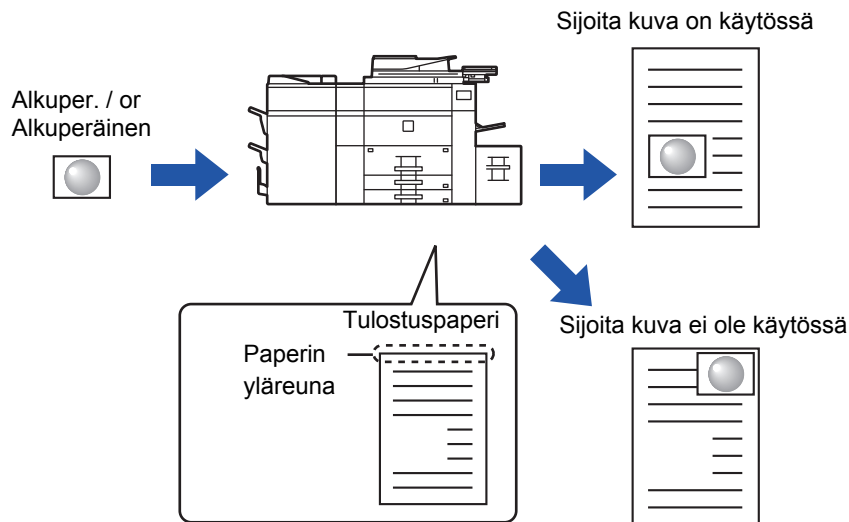 Sijoita kuva on käytössä
Alkuper. / or
Alkuperäinen
Tulostuspaperi
Paperin
yläreuna
Sijoita kuva ei ole käytössä